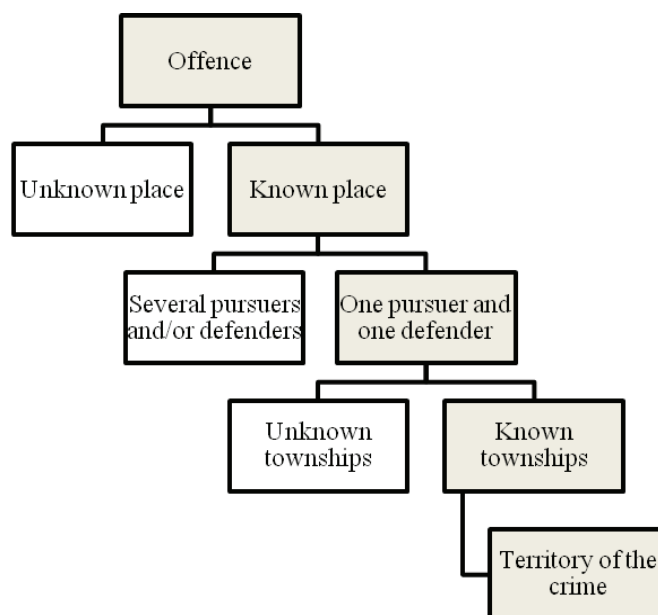 Offence
Unknown place
Known place
Several pursuers
and/or defenders
One pursuer and
one defender
Unknown
townships
Known
townships
Territory of the
crime